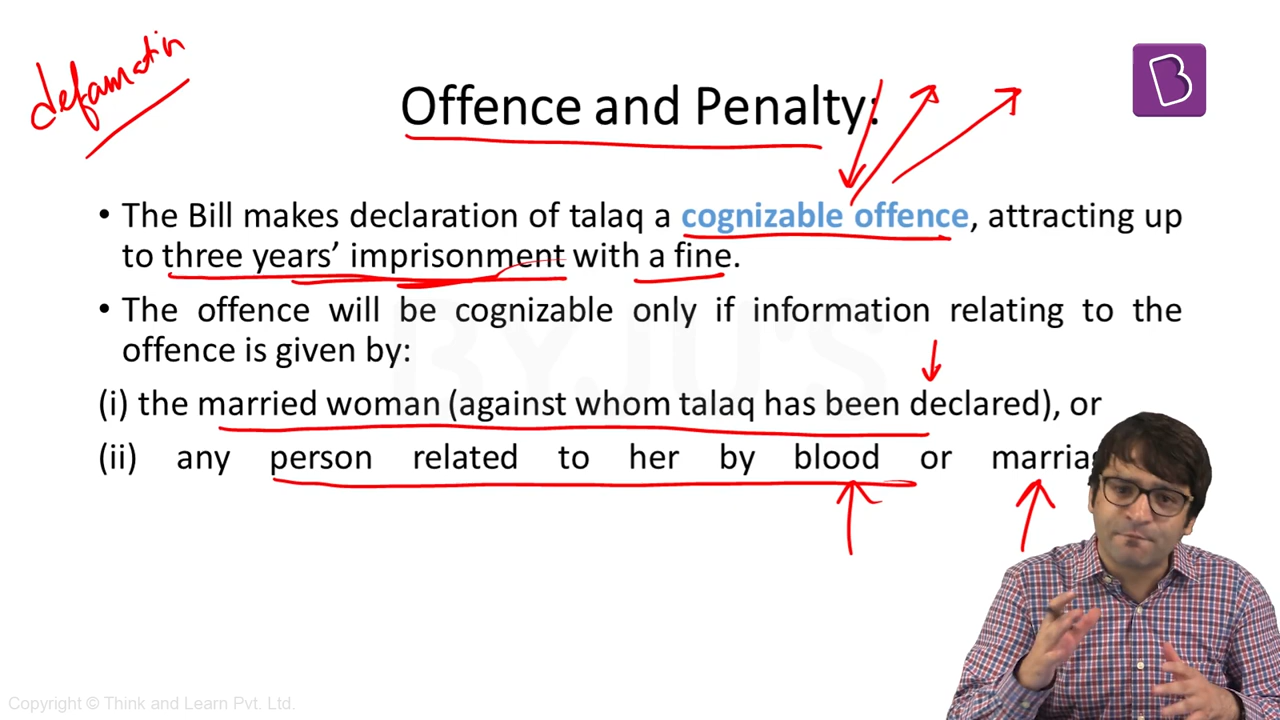 defamation
Offence and Penalty:
• The Bill makes declaration of talaq a cognizable offence, attracting up
to three years’ imprisonment with a fine.
• The offence will be cognizable only if information relating to the
offence is given by:
(i) the married woman (against whom talaq has been declared), or
(ii) any person related to her by blood or marriag
BYJU'S
Copyright © Think and Learn Pvt. Ltd.